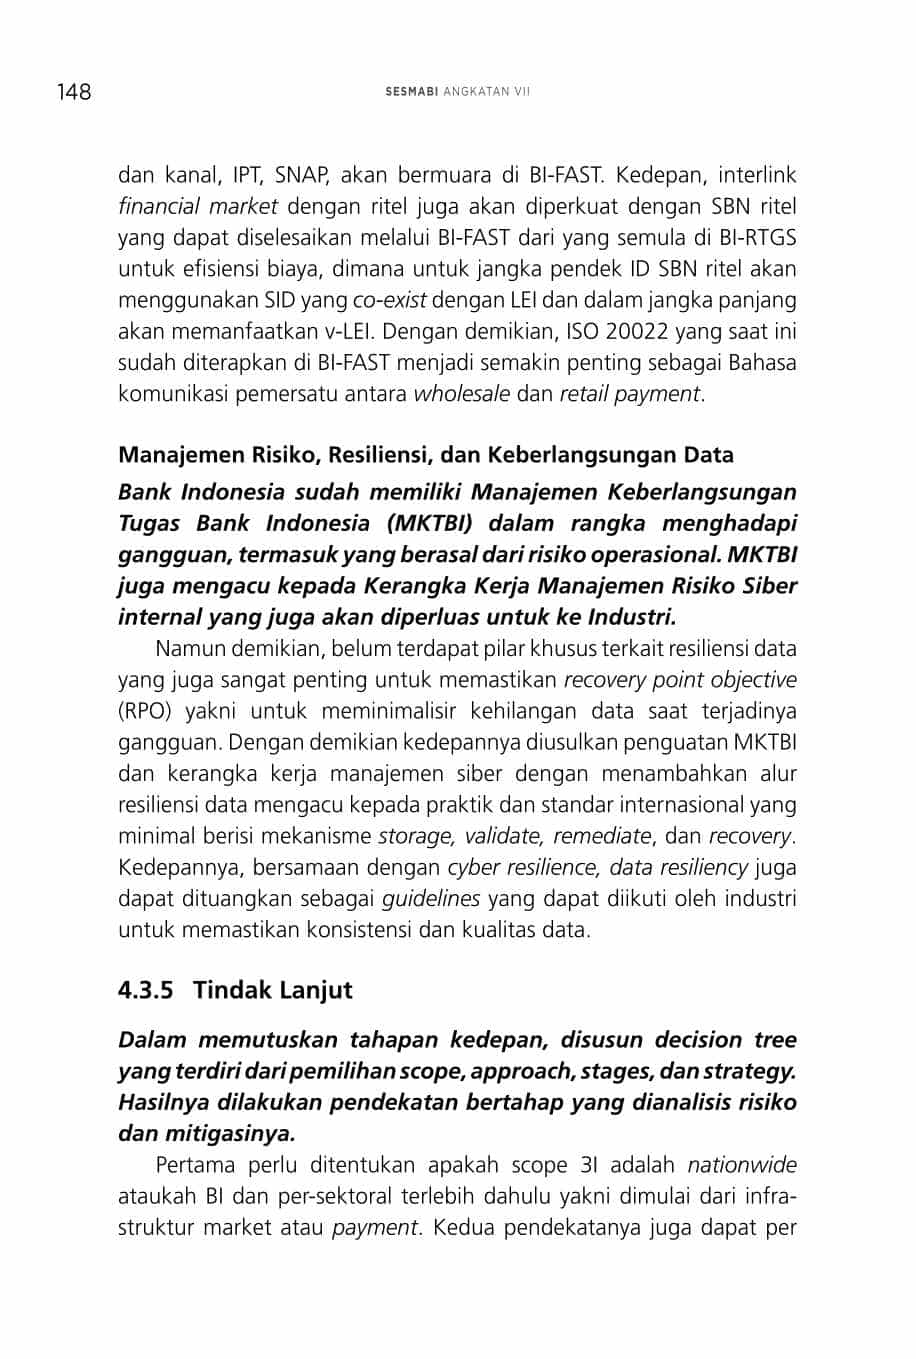 148
SESMABI ANGKATAN VII
dan kanal, IPT, SNAP, akan bermuara di BI-FAST. Kedepan, interlink
financial market dengan ritel juga akan diperkuat dengan SBN ritel
yang dapat diselesaikan melalui BI-FAST dari yang semula di BI-RTGS
untuk efisiensi biaya, dimana untuk jangka pendek ID SBN ritel akan
menggunakan SID yang co-exist dengan LEI dan dalam jangka panjang
akan memanfaatkan v-LEI. Dengan demikian, ISO 20022 yang saat ini
sudah diterapkan di BI-FAST menjadi semakin penting sebagai Bahasa
komunikasi pemersatu antara wholesale dan retail payment.
Manajemen Risiko, Resiliensi, dan Keberlangsungan Data
Bank Indonesia sudah memiliki Manajemen Keberlangsungan
Tugas Bank Indonesia (MKTBI) dalam rangka menghadapi
gangguan, termasuk yang berasal dari risiko operasional. MKTBI
juga mengacu kepada Kerangka Kerja Manajemen Risiko Siber
internal yang juga akan diperluas untuk ke Industri.
Namun demikian, belum terdapat pilar khusus terkait resiliensi data
yang juga sangat penting untuk memastikan recovery point objective
(RPO) yakni untuk meminimalisir kehilangan data saat terjadinya
gangguan. Dengan demikian kedepannya diusulkan penguatan MKTBI
dan kerangka kerja manajemen siber dengan menambahkan alur
resiliensi data mengacu kepada praktik dan standar internasional yang
minimal berisi mekanisme storage, validate, remediate, dan recovery.
Kedepannya, bersamaan dengan cyber resilience, data resiliency juga
dapat dituangkan sebagai guidelines yang dapat diikuti oleh industri
untuk memastikan konsistensi dan kualitas data.
4.3.5 Tindak Lanjut
Dalam memutuskan tahapan kedepan, disusun decision tree
yang terdiri dari pemilihan scope, approach, stages, dan strategy.
Hasilnya dilakukan pendekatan bertahap yang dianalisis risiko
dan mitigasinya.
Pertama perlu ditentukan apakah scope 3I adalah nationwide
ataukah BI dan per-sektoral terlebih dahulu yakni dimulai dari infra-
struktur market atau payment. Kedua pendekatanya juga dapat per